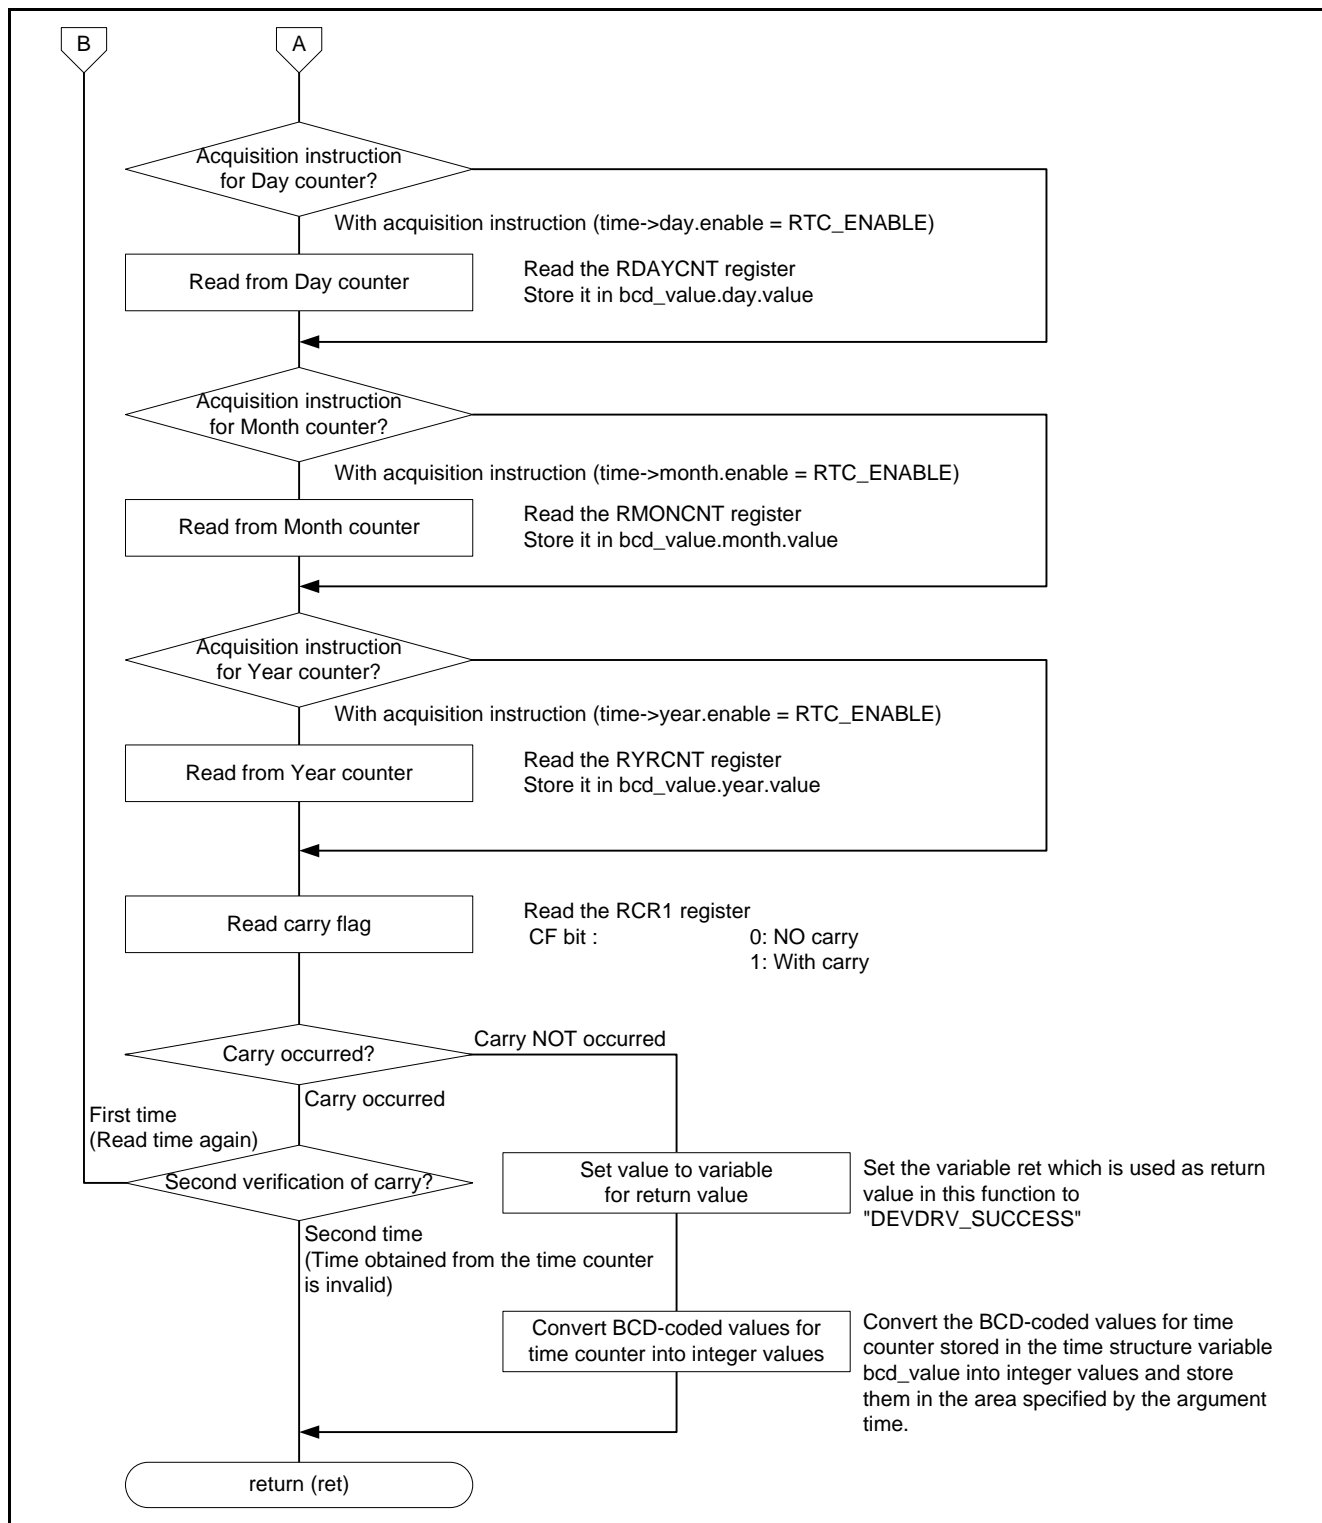 B
A
Acquisition instruction
for Day counter?
With acquisition instruction (time->day.enable = RTC_ENABLE)
Read from Day counter
Read the RDAYCNT register
Store it in bcd_value.day.value
Acquisition instruction
for Month counter?
With acquisition instruction (time->month.enable = RTC_ENABLE)
Read from Month counter
Read the RMONCNT register
Store it in bcd_value.month.value
Acquisition instruction
for Year counter?
With acquisition instruction (time->year.enable = RTC_ENABLE)
Read from Year counter
Read the RYRCNT register
Store it in bcd_value.year.value
Read carry flag
Read the RCR1 register
CF bit : 0: NO carry
1: With carry
Carry occurred?
Carry NOT occurred
Carry occurred
First time
(Read time again)
Second verification of carry?
Set value to variable
for return value
Set the variable ret which is used as return
value in this function to
"DEVDRV_SUCCESS"
Second time
(Time obtained from the time counter
is invalid)
Convert BCD-coded values for
time counter into integer values
Convert the BCD-coded values for time
counter stored in the time structure variable
bcd_value into integer values and store
them in the area specified by the argument
time.
return (ret)